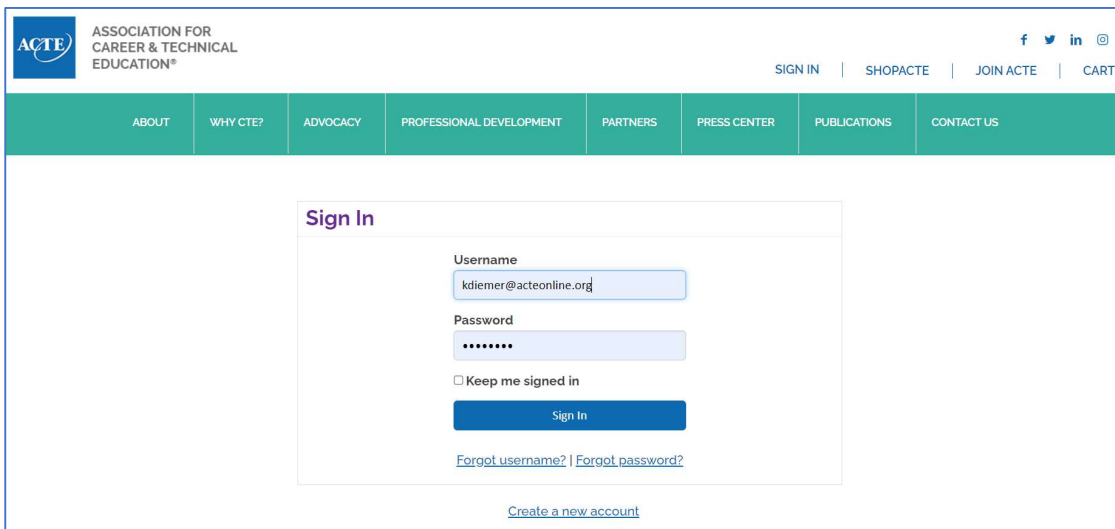 ACTE
ASSOCIATION FOR
CAREER & TECHNICAL
EDUCATION®
SIGN IN | SHOPACTE | JOIN ACTE | CART
ABOUT WHY CTE? ADVOCACY PROFESSIONAL DEVELOPMENT PARTNERS PRESS CENTER PUBLICATIONS CONTACT US
Sign In
Username
kdiemer@acteonline.org
Password
••••••••
Keep me signed in
Sign In
Forgot username? | Forgot password?
Create a new account